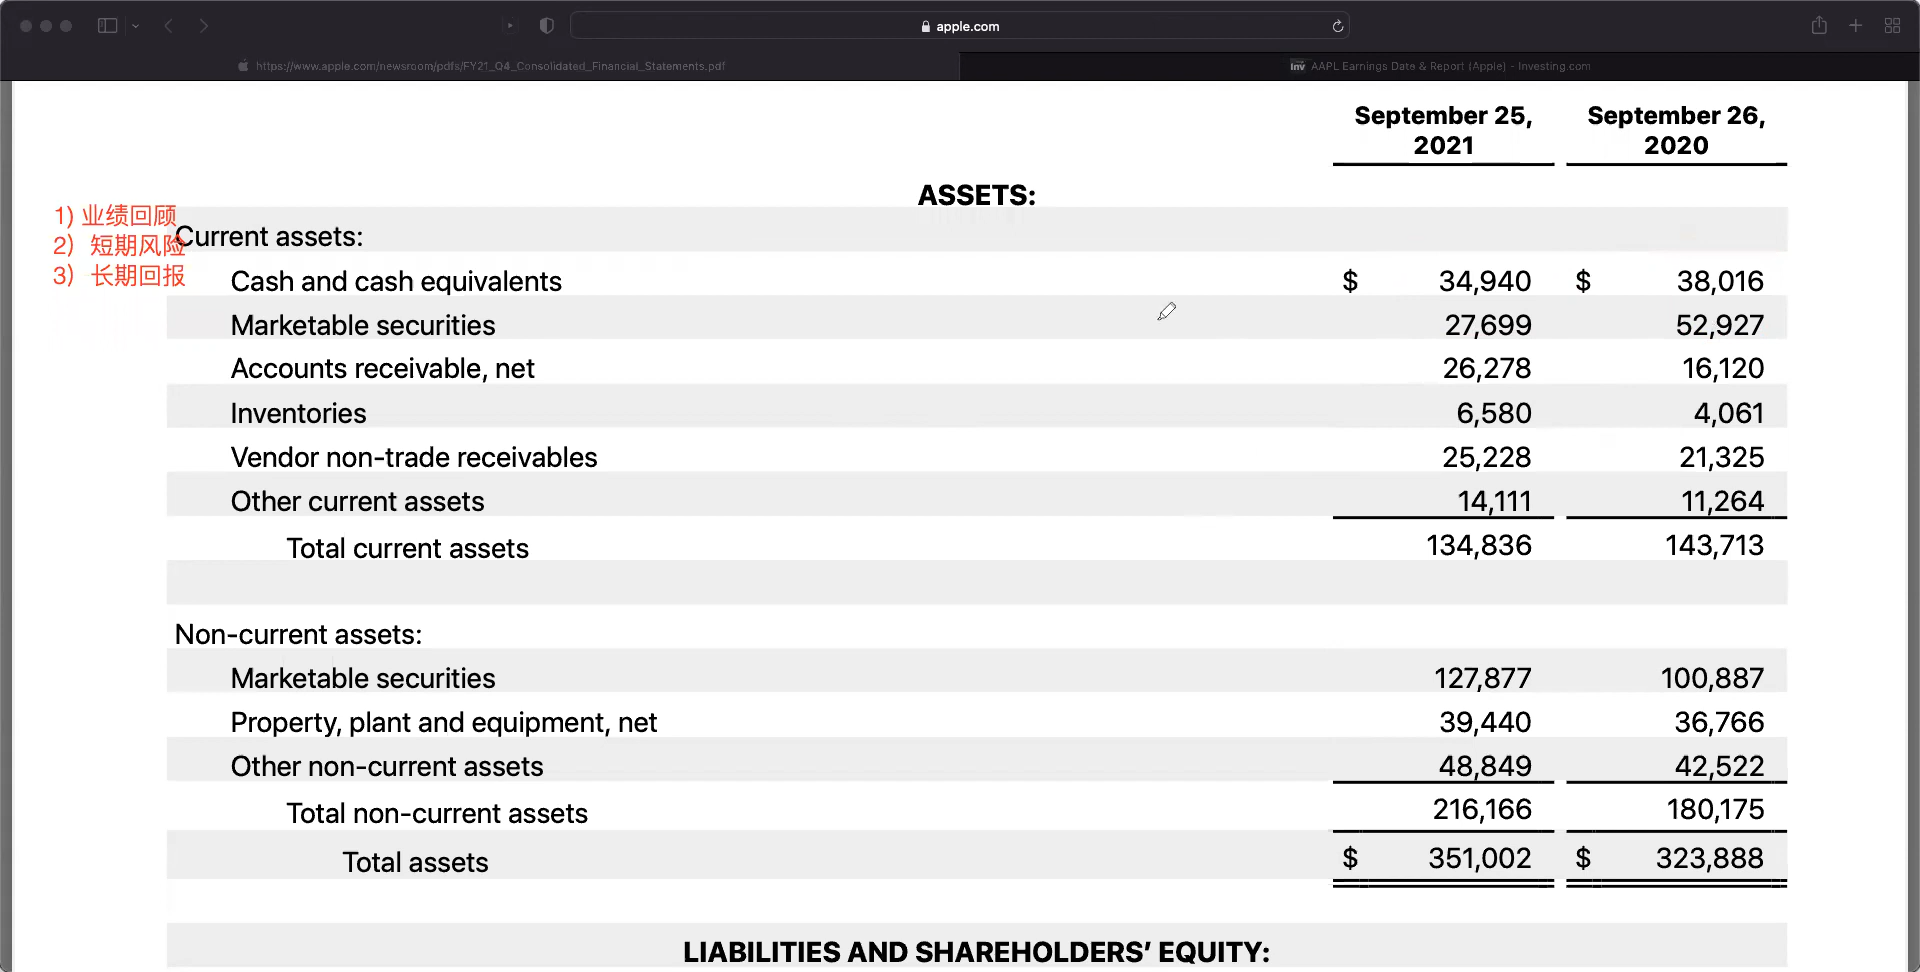 apple.com
https://www.apple.com/newsroom/pdfs/FY21_Q4_Consolidated_Financial_Statements.pdf
Inv AAPL Earnings Date & Report (Apple) - Investing.com
September 25, 2021 September 26, 2020
ASSETS:
1) 业绩回顾
2) 短期风险
3) 长期回报
Current assets:
Cash and cash equivalents $ 34,940 $ 38,016
Marketable securities 27,699 52,927
Accounts receivable, net 26,278 16,120
Inventories 6,580 4,061
Vendor non-trade receivables 25,228 21,325
Other current assets 14,111 11,264
Total current assets 134,836 143,713
Non-current assets:
Marketable securities 127,877 100,887
Property, plant and equipment, net 39,440 36,766
Other non-current assets 48,849 42,522
Total non-current assets 216,166 180,175
Total assets $ 351,002 $ 323,888
LIABILITIES AND SHAREHOLDERS’ EQUITY: